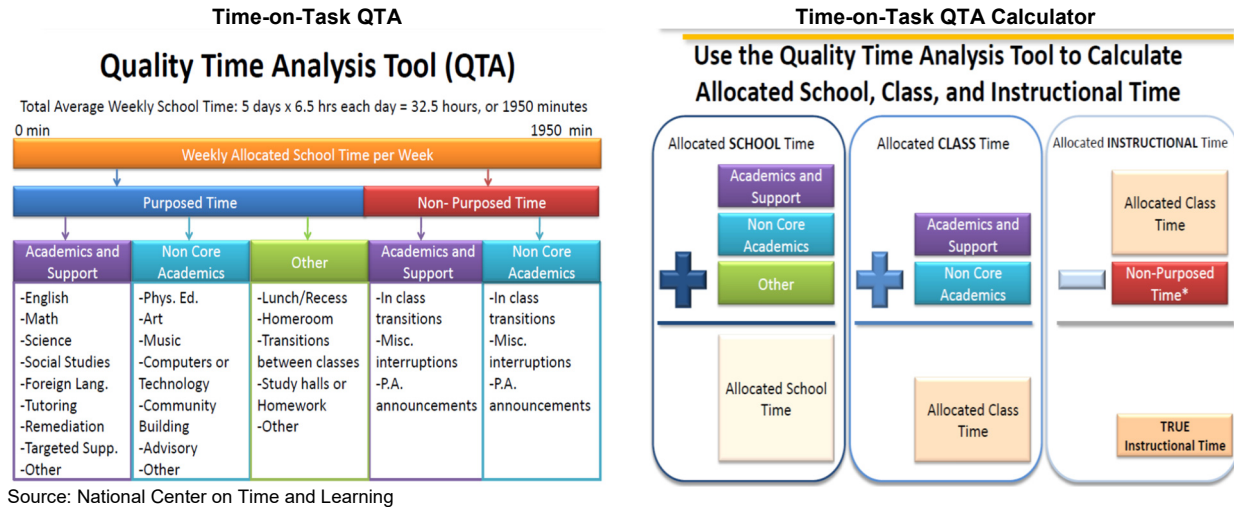 Time-on-Task QTA
Quality Time Analysis Tool (QTA)
Total Average Weekly School Time: 5 days x 6.5 hrs each day = 32.5 hours, or 1950 minutes
0 min
1950 min
Weekly Allocated School Time per Week
Purposed Time
Non- Purposed Time
Academics and
Support
-English
-Math
-Science
-Social Studies
-Foreign Lang.
-Tutoring
-Remediation
-Targeted Supp.
-Other
Non Core
Academics
-Phys. Ed.
-Art
-Music
-Computers or
Technology
-Community
Building
-Advisory
-Other
Other
-Lunch/Recess
-Homeroom
-Transitions
between classes
-Study halls or
Homework
-Other
Academics and
Support
-In class
transitions
-Misc.
interruptions
-P.A.
announcements
Non Core
Academics
-In class
transitions
-Misc.
interruptions
-P.A.
announcements
Source: National Center on Time and Learning
Time-on-Task QTA Calculator
Use the Quality Time Analysis Tool to Calculate
Allocated School, Class, and Instructional Time
Allocated SCHOOL Time
Academics and
Support
Non Core
Academics
Other
Allocated School
Time
Allocated CLASS Time
Academics and
Support
Non Core
Academics
Allocated Class
Time
Allocated INSTRUCTIONAL Time
Allocated Class
Time
Non-Purposed
Time*
TRUE
Instructional Time